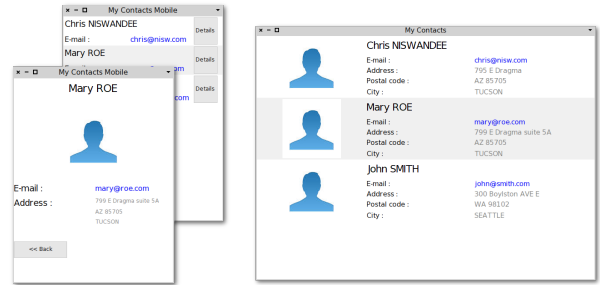 My Contacts Mobile
Chris NISWANDEE
E-mail : chris@nisw.com
Details
Mary ROE
Details
Details
My Contacts Mobile
Mary ROE
E-mail : mary@roe.com
Address : 799 E Dragma suite 5A
AZ 85705
TUCSON
<< Back
My Contacts
Chris NISWANDEE
E-mail : chris@nisw.com
Address : 795 E Dragma
Postal code : AZ 85705
City : TUCSON
Mary ROE
E-mail : mary@roe.com
Address : 799 E Dragma suite 5A
Postal code : AZ 85705
City : TUCSON
John SMITH
E-mail : john@smith.com
Address : 300 Boylston AVE E
Postal code : WA 98102
City : SEATTLE